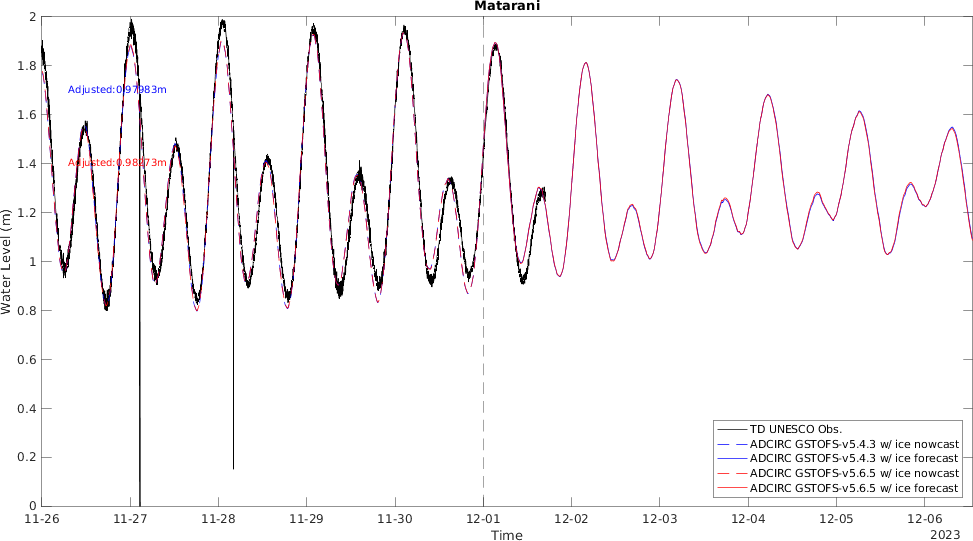 Matarani
2
1.8
1.6
1.4
1.2
1
0.8
0.6
0.4
0.2
0
Water Level (m)
Adjusted:0.97983m
Adjusted:0.98273m
TD UNESCO Obs.
ADCIRC GSTOFS-v5.4.3 w/ ice nowcast
ADCIRC GSTOFS-v5.4.3 w/ ice forecast
ADCIRC GSTOFS-v5.6.5 w/ ice nowcast
ADCIRC GSTOFS-v5.6.5 w/ ice forecast
11-26 11-27 11-28 11-29 11-30 12-01 12-02 12-03 12-04 12-05 12-06
Time
2023